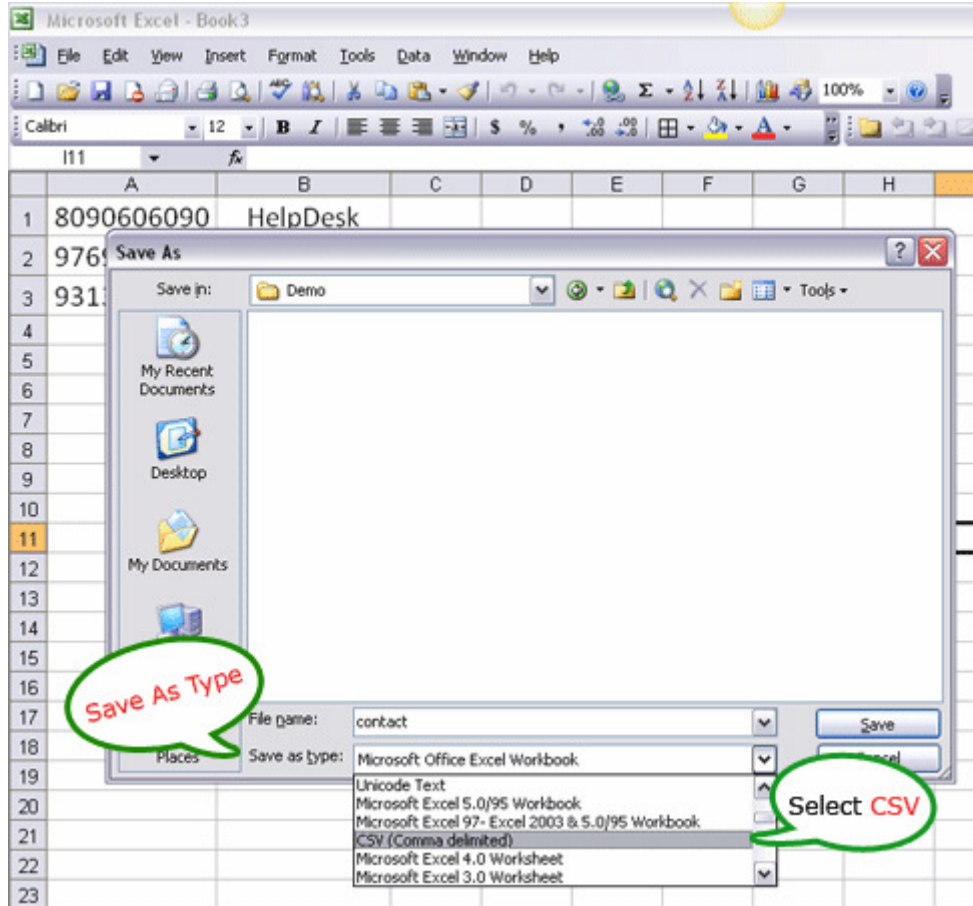 Microsoft Excel - Book3
File Edit View Insert Format Tools Data Window Help
100%
Calibri 12 B I $ % ,
I11 fx
A B C D E F G H
1 8090606090 HelpDesk
2 9769
3 931
4
5
6
7
8
9
10
11
12
13
14
15
16
17
18
19
20
21
22
23
Save As
Save in: Demo Tools
My Recent
Documents
Desktop
My Documents
Places
File name: contact Save
Save as type: Microsoft Office Excel Workbook
Unicode Text
Microsoft Excel 5.0/95 Workbook
Microsoft Excel 97- Excel 2003 & 5.0/95 Workbook
CSV (Comma delimited)
Microsoft Excel 4.0 Worksheet
Microsoft Excel 3.0 Worksheet
Save As Type
Select CSV